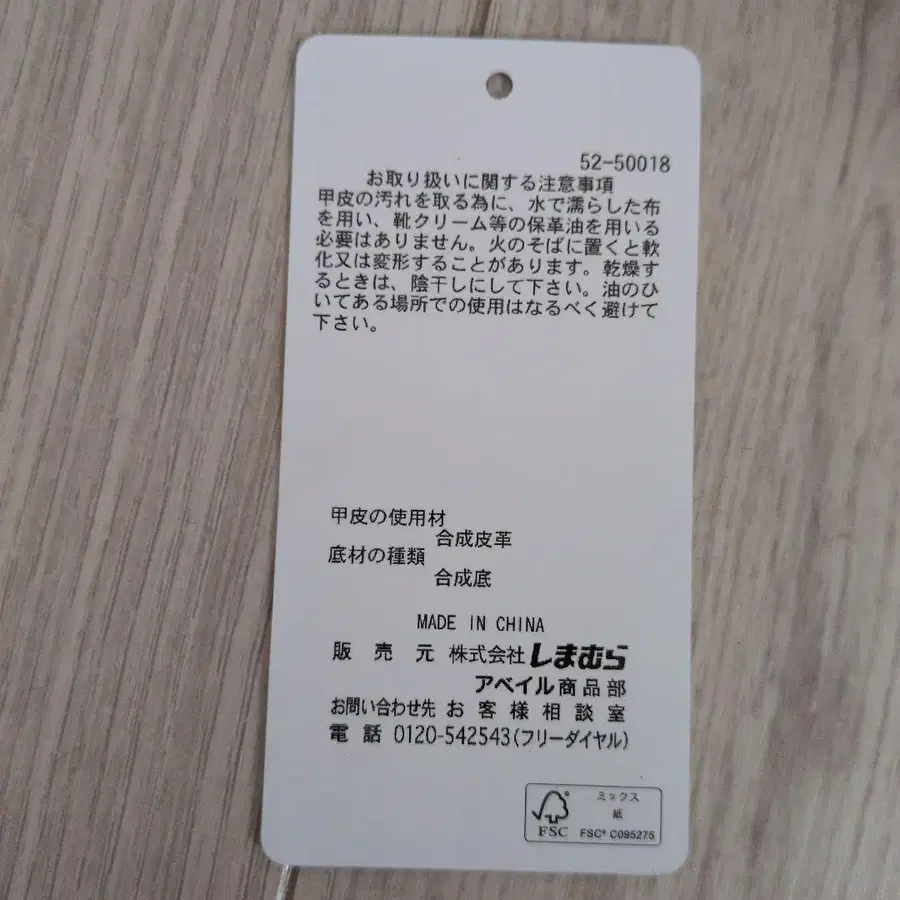 52-50018
お取り扱いに関する注意事項
甲皮の汚れを取る為に、水で濡らした布
を用い、靴クリーム等の保革油を用いる
必要はありません。火のそばに置くと軟
化又は変形することがあります。乾燥す
るときは、陰干しにして下さい。油のひ
いてある場所での使用はなるべく避けて
下さい。
甲皮の使用材
合成皮革
底材の種類
合成底
MADE IN CHINA
販売元 株式会社しまむら
アベイル商品部
お問い合わせ先 お客様相談室
電話 0120-542543(フリーダイヤル)
ミックス
紙
FSC
FSC® C095275